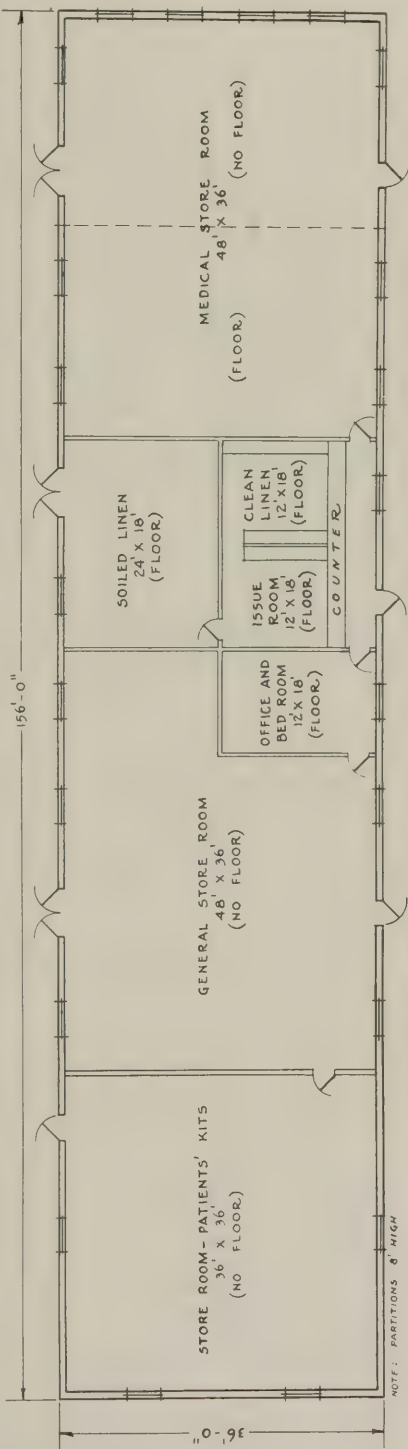 156'-0"
36'-0"
STORE ROOM - PATIENTS' KITS
36' X 36'
(NO FLOOR)
GENERAL STORE ROOM
48' X 36'
(NO FLOOR)
OFFICE AND
BED ROOM
12' X 18'
(FLOOR)
SOILED LINEN
24' X 18'
(FLOOR)
ISSUE
ROOM
12' X 18'
(FLOOR)
CLEAN
LINEN
12' X 18'
(FLOOR)
COUNTER
MEDICAL STORE ROOM
48' X 36'
(FLOOR) (NO FLOOR)
NOTE: PARTITIONS 8' HIGH